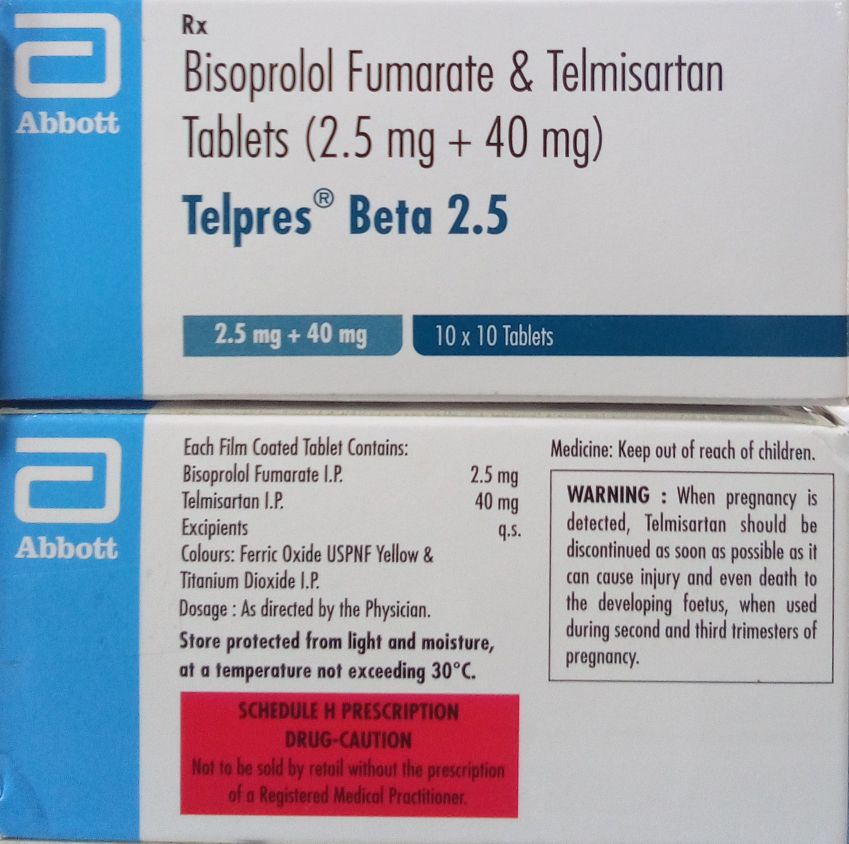 Abbott
Rx
Bisoprolol Fumarate & Telmisartan
Tablets (2.5 mg + 40 mg)
Telpres® Beta 2.5
2.5 mg + 40 mg
10 x 10 Tablets
Abbott
Each Film Coated Tablet Contains:
Bisoprolol Fumarate I.P. 2.5 mg
Telmisartan I.P. 40 mg
Excipients q.s.
Colours: Ferric Oxide USPNF Yellow &
Titanium Dioxide I.P.
Dosage : As directed by the Physician.
Store protected from light and moisture,
at a temperature not exceeding 30°C.
SCHEDULE H PRESCRIPTION
DRUG-CAUTION
Not to be sold by retail without the prescription
of a Registered Medical Practitioner.
Medicine: Keep out of reach of children.
WARNING : When pregnancy is
detected, Telmisartan should be
discontinued as soon as possible as it
can cause injury and even death to
the developing foetus, when used
during second and third trimesters of
pregnancy.